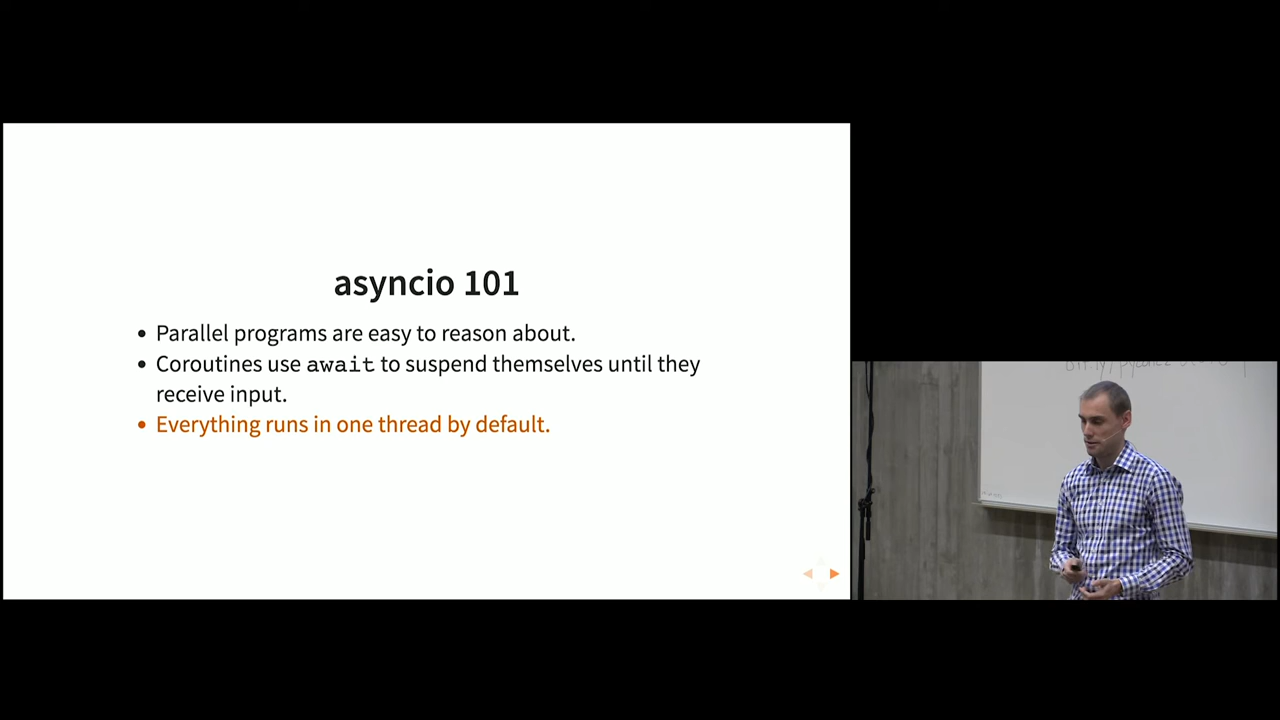 asyncio 101
• Parallel programs are easy to reason about.
• Coroutines use await to suspend themselves until they
receive input.
• Everything runs in one thread by default.